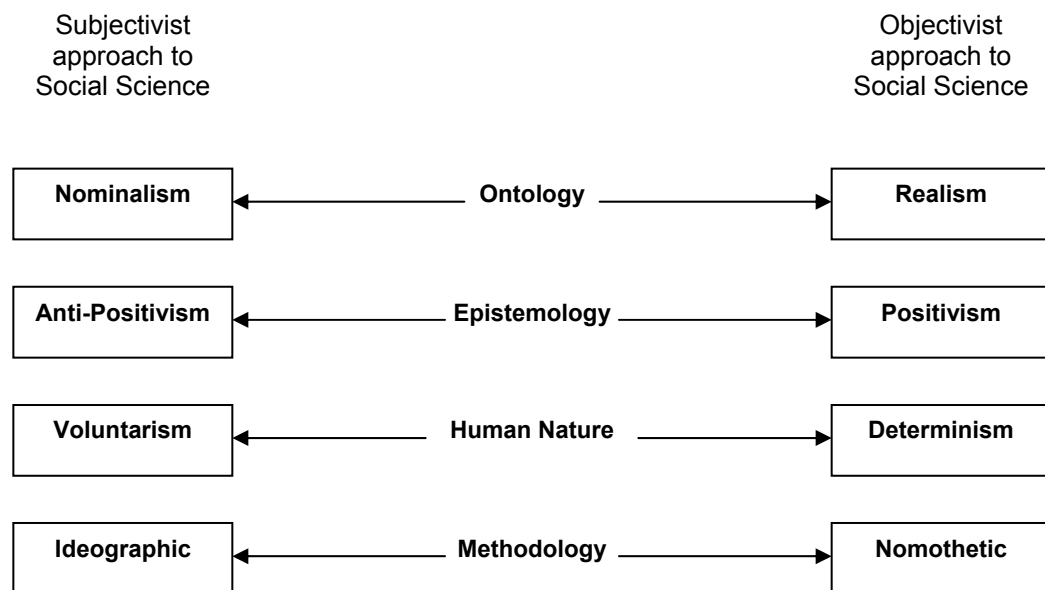 Subjectivist
approach to
Social Science
Objectivist
approach to
Social Science
Nominalism
Ontology
Realism
Anti-Positivism
Epistemology
Positivism
Voluntarism
Human Nature
Determinism
Ideographic
Methodology
Nomothetic